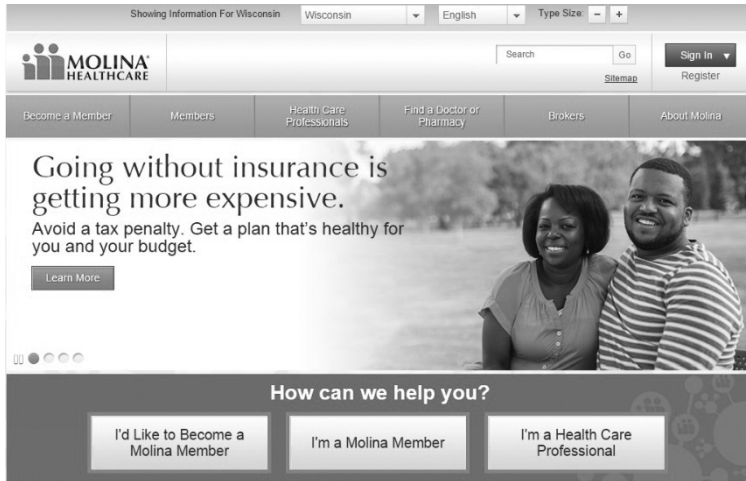 Showing Information For Wisconsin
Wisconsin
English
Type Size: - +
MOLINA®
HEALTHCARE
Search
Go
Sitemap
Sign In
Register
Become a Member
Members
Health Care
Professionals
Find a Doctor or
Pharmacy
Brokers
About Molina
Going without insurance is
getting more expensive.
Avoid a tax penalty. Get a plan that's healthy for
you and your budget.
Learn More
How can we help you?
I'd Like to Become a
Molina Member
I'm a Molina Member
I'm a Health Care
Professional